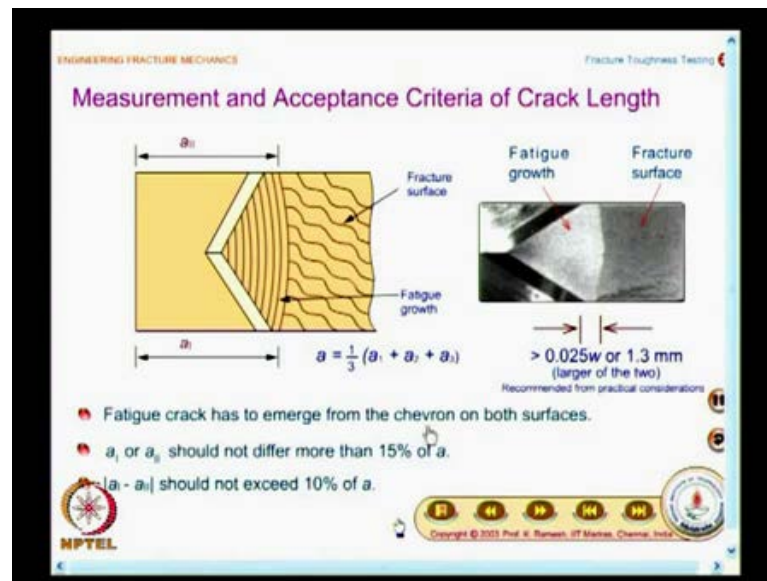 ENGINEERING FRACTURE MECHANICS
Fracture Toughness Testing
Measurement and Acceptance Criteria of Crack Length
aII
Fracture surface
Fatigue growth
aI
a = 1/3 (a1 + a2 + a3)
Fatigue growth
Fracture surface
> 0.025w or 1.3 mm
(larger of the two)
Recommended from practical considerations
Fatigue crack has to emerge from the chevron on both surfaces.
aI or aII should not differ more than 15% of a.
|aI - aII| should not exceed 10% of a.
NPTEL
Copyright © 2003 Prof. K. Ramesh, IIT Madras, Chennai, India